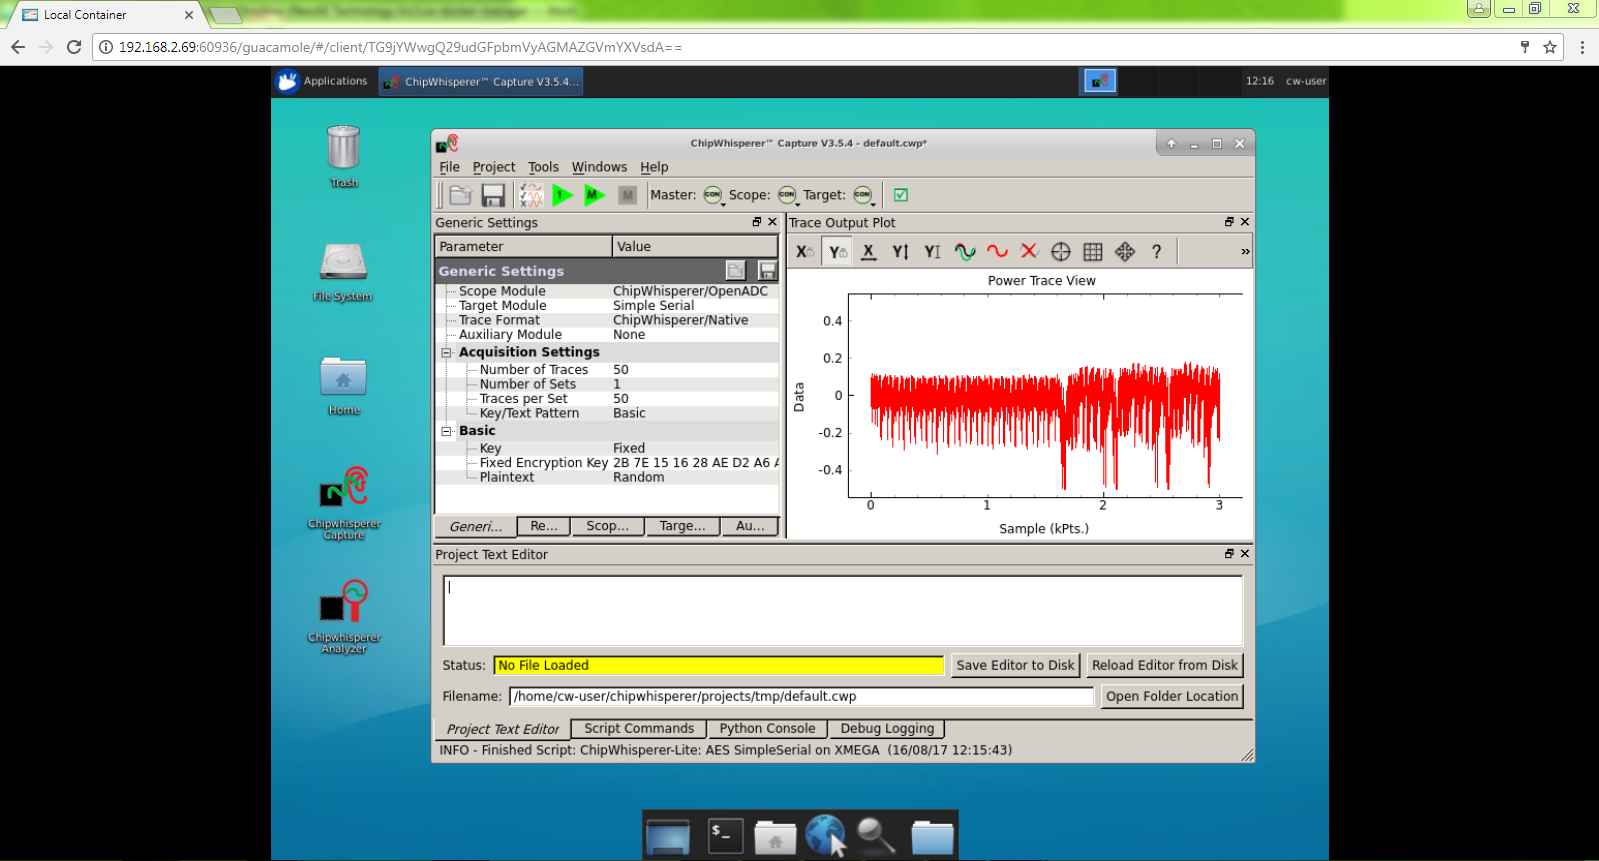 Local Container
192.168.2.69:60936/guacamole/#/client/TG9jYWwgQ29udGFpbmVyAGMAZGVmYXVsdA==
Applications
ChipWhisperer™ Capture V3.5.4...
12:16 cw-user
Trash
File System
Home
Chipwhisperer
Capture
Chipwhisperer
Analyzer
ChipWhisperer™ Capture V3.5.4 - default.cwp*
File Project Tools Windows Help
1 M M Master: CON Scope: CON Target: CON
Generic Settings
Parameter Value
Generic Settings
Scope Module ChipWhisperer/OpenADC
Target Module Simple Serial
Trace Format ChipWhisperer/Native
Auxiliary Module None
Acquisition Settings
Number of Traces 50
Number of Sets 1
Traces per Set 50
Key/Text Pattern Basic
Basic
Key Fixed
Fixed Encryption Key 2B 7E 15 16 28 AE D2 A6 A
Plaintext Random
Generi... Re... Scop... Targe... Au...
Trace Output Plot
X Y X Y Y ? »
Power Trace View
0.4
0.2
0
-0.2
-0.4
Data
0 1 2 3
Sample (kPts.)
Project Text Editor
Status: No File Loaded Save Editor to Disk Reload Editor from Disk
Filename: /home/cw-user/chipwhisperer/projects/tmp/default.cwp Open Folder Location
Project Text Editor Script Commands Python Console Debug Logging
INFO - Finished Script: ChipWhisperer-Lite: AES SimpleSerial on XMEGA (16/08/17 12:15:43)
$_